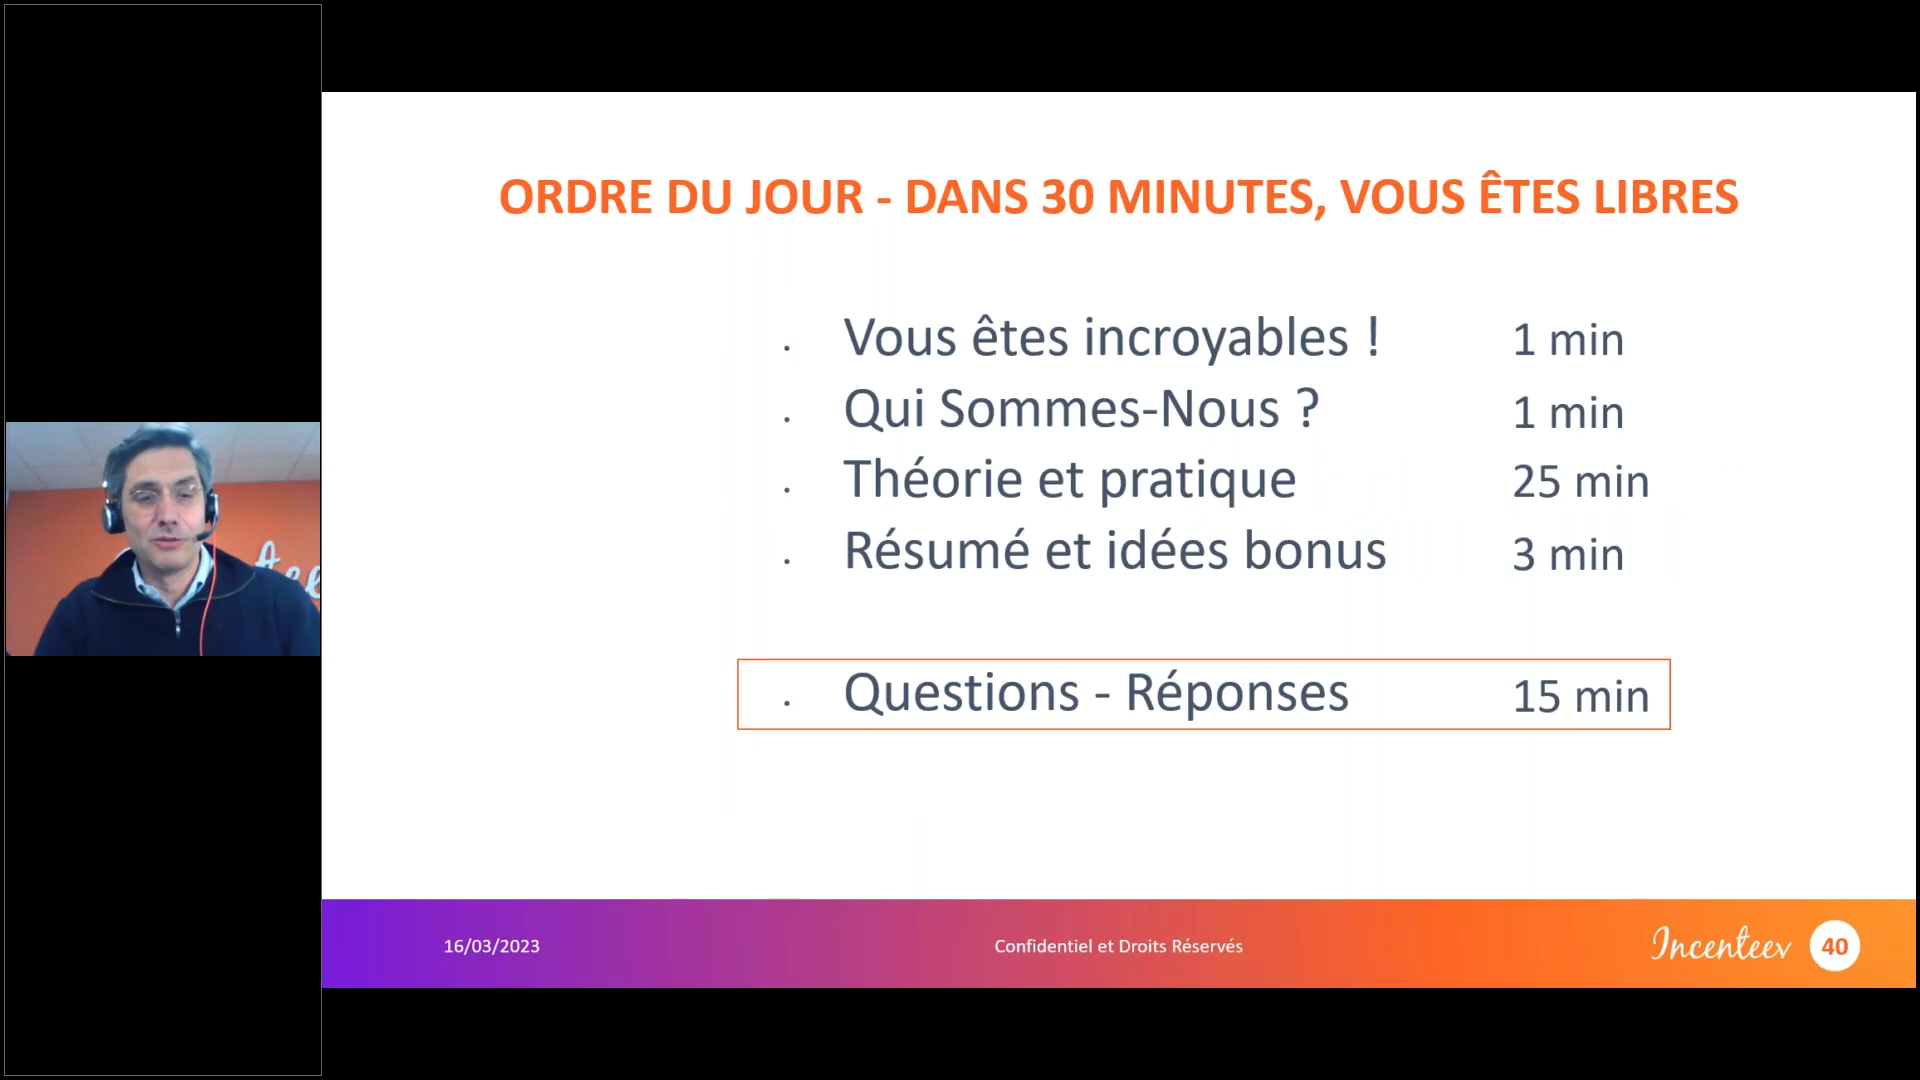 ORDRE DU JOUR - DANS 30 MINUTES, VOUS ÊTES LIBRES
. Vous êtes incroyables ! 1 min
. Qui Sommes-Nous ? 1 min
. Théorie et pratique 25 min
. Résumé et idées bonus 3 min
. Questions - Réponses 15 min
16/03/2023 Confidentiel et Droits Réservés Incenteev 40